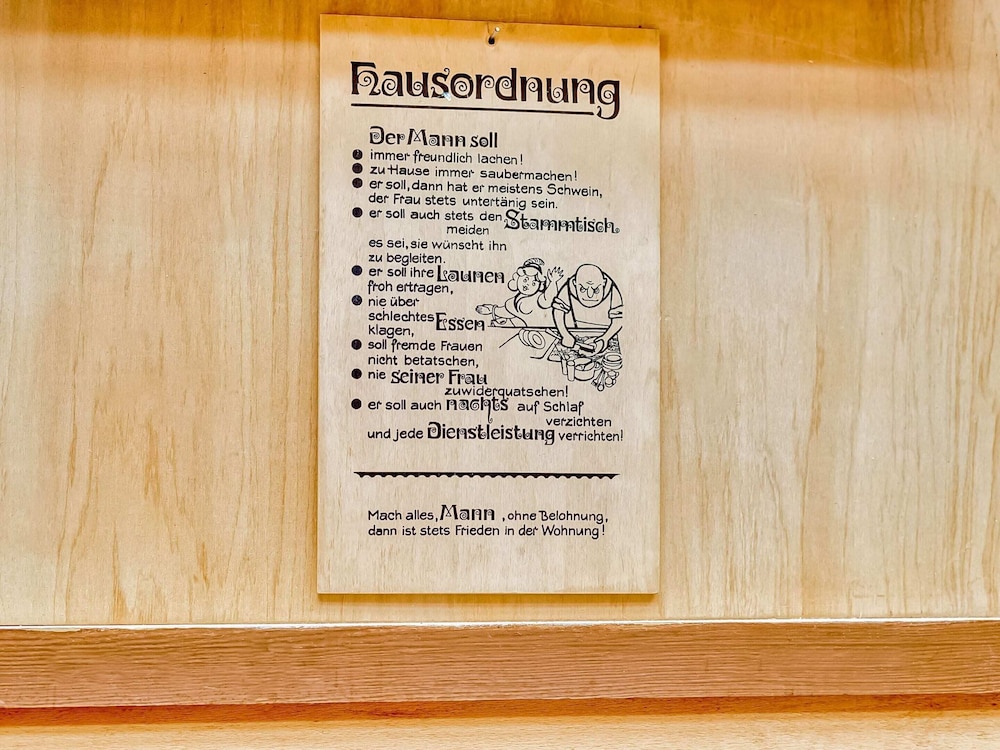 Hausordnung
Der Mann soll
immer freundlich lachen!
zu Hause immer saubermachen!
er soll, dann hat er meistens Schwein,
der Frau stets untertänig sein.
er soll auch stets den Stammtisch
meiden
es sei, sie wünscht ihn
zu begleiten.
er soll ihre Launen
froh ertragen,
nie über
schlechtes Essen
klagen,
soll fremde Frauen
nicht betatschen,
nie seiner Frau
zuwiderquatschen!
er soll auch nachts auf Schlaf
verzichten
und jede Dienstleistung verrichten!
Mach alles, Mann, ohne Belohnung,
dann ist stets Frieden in der Wohnung!